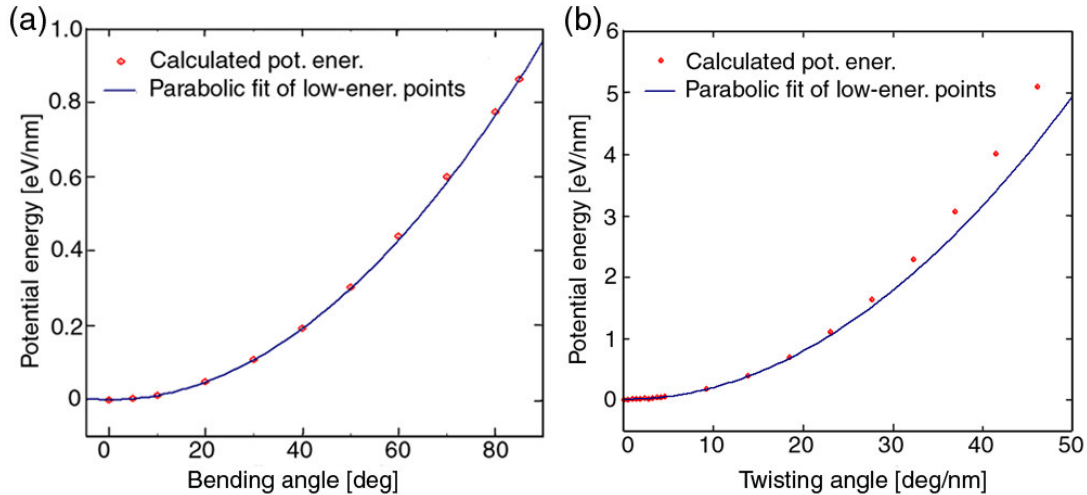 (a)
1.0
0.8
0.6
0.4
0.2
0
Potential energy [eV/nm]
Calculated pot. ener.
Parabolic fit of low-ener. points
0
20
40
60
80
Bending angle [deg]
(b)
6
5
4
3
2
1
0
Potential energy [eV/nm]
Calculated pot. ener.
Parabolic fit of low-ener. points
0
10
20
30
40
50
Twisting angle [deg/nm]